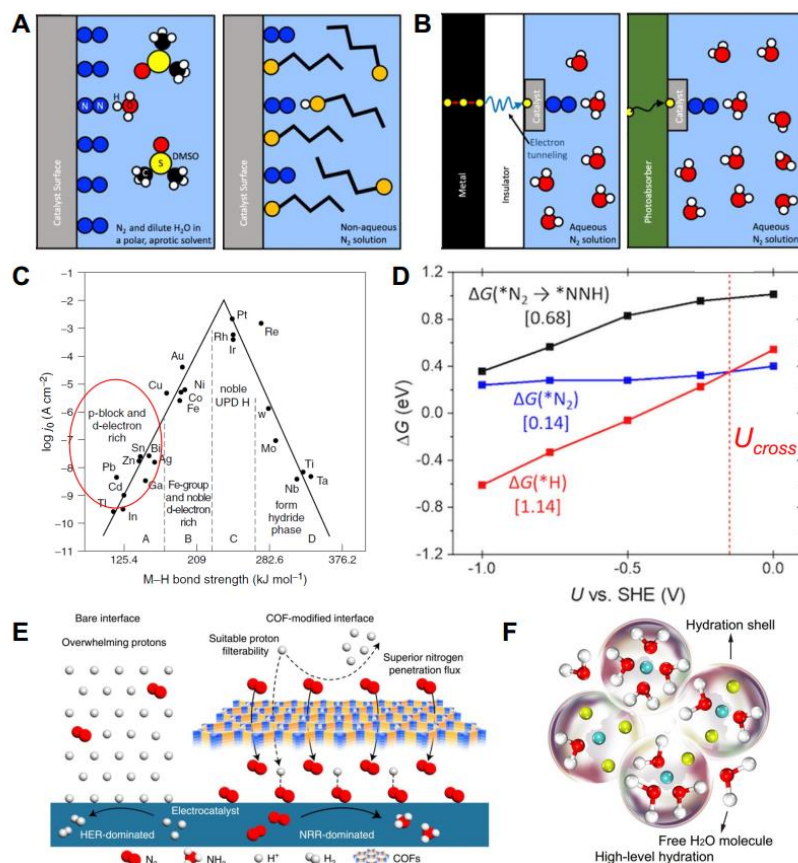 A
Catalyst Surface
N N
H
O
S
DMSO
C
N2 and dilute H2O in
a polar, aprotic solvent
Catalyst Surface
Non-aqueous
N2 solution
B
Metal
Insulator
Catalyst
Electron
tunneling
Aqueous
N2 solution
Photoabsorber
Catalyst
Aqueous
N2 solution
C
log j0 (A cm−2)
−1
−2
−3
−4
−5
−6
−7
−8
−9
−10
−11
p-block and
d-electron
rich
Pt
Re
Rh
Ir
Au
Cu
Ni
Co
Fe
noble
UPD H
w
Mo
Sn
Bi
Zn
Ag
Pb
Ga
Cd
Tl
In
Fe-group
and noble
d-electron
rich
Ti
Nb
Ta
form
hydride
phase
A
B
C
D
125.4
209
282.6
376.2
M–H bond strength (kJ mol−1)
D
ΔG (eV)
1.2
0.8
0.4
0.0
-0.4
-0.8
1.2
ΔG(*N2 → *NNH)
[0.68]
ΔG(*N2)
[0.14]
ΔG(*H)
[1.14]
Ucross
-1.0
-0.5
0.0
U vs. SHE (V)
E
Bare interface
Overwhelming protons
COF-modified interface
Suitable proton
filterability
Superior nitrogen
penetration flux
Electrocatalyst
HER-dominated
NRR-dominated
N2
NH3
H+
H2
COFs
F
Hydration shell
Free H2O molecule
High-level hydration